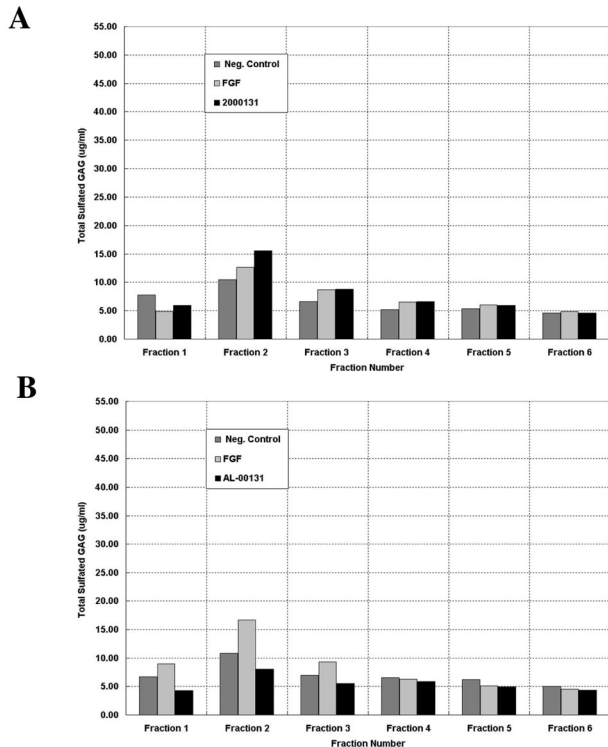 A
55.00
50.00
45.00
40.00
35.00
30.00
25.00
20.00
15.00
10.00
5.00
0.00
Total Sulfated GAG (ug/ml)
Neg. Control
FGF
2000131
Fraction 1 Fraction 2 Fraction 3 Fraction 4 Fraction 5 Fraction 6
Fraction Number
B
55.00
50.00
45.00
40.00
35.00
30.00
25.00
20.00
15.00
10.00
5.00
0.00
Total Sulfated GAG (ug/ml)
Neg. Control
FGF
AL-00131
Fraction 1 Fraction 2 Fraction 3 Fraction 4 Fraction 5 Fraction 6
Fraction Number